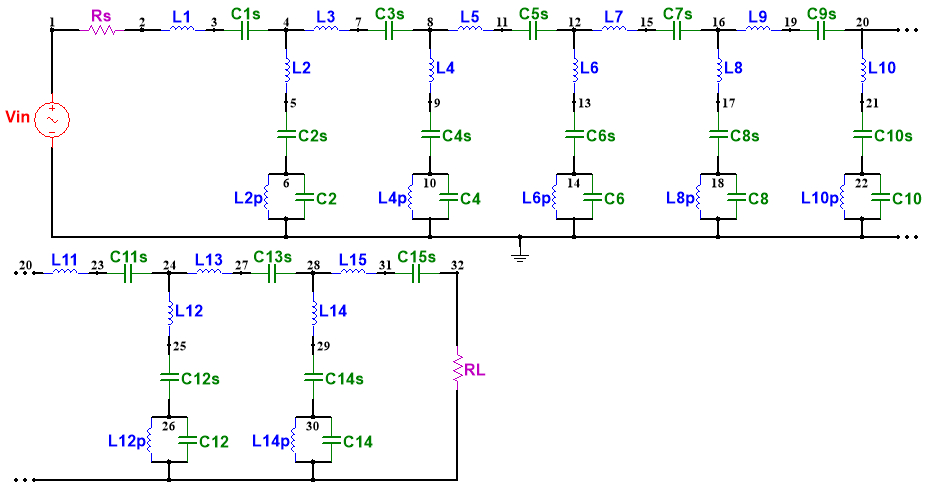 1 Rs 2 L1 3 C1s 4 L3 7 C3s 8 L5 11 C5s 12 L7 15 C7s 16 L9 19 C9s 20
L2 L4 L6 L8 L10
5 9 13 17 21
Vin
C2s C4s C6s C8s C10s
6 10 14 18 22
L2p C2 L4p C4 L6p C6 L8p C8 L10p C10
20 L11 23 C11s 24 L13 27 C13s 28 L15 31 C15s 32
L12 L14
25 29
RL
C12s C14s
26 30
L12p C12 L14p C14